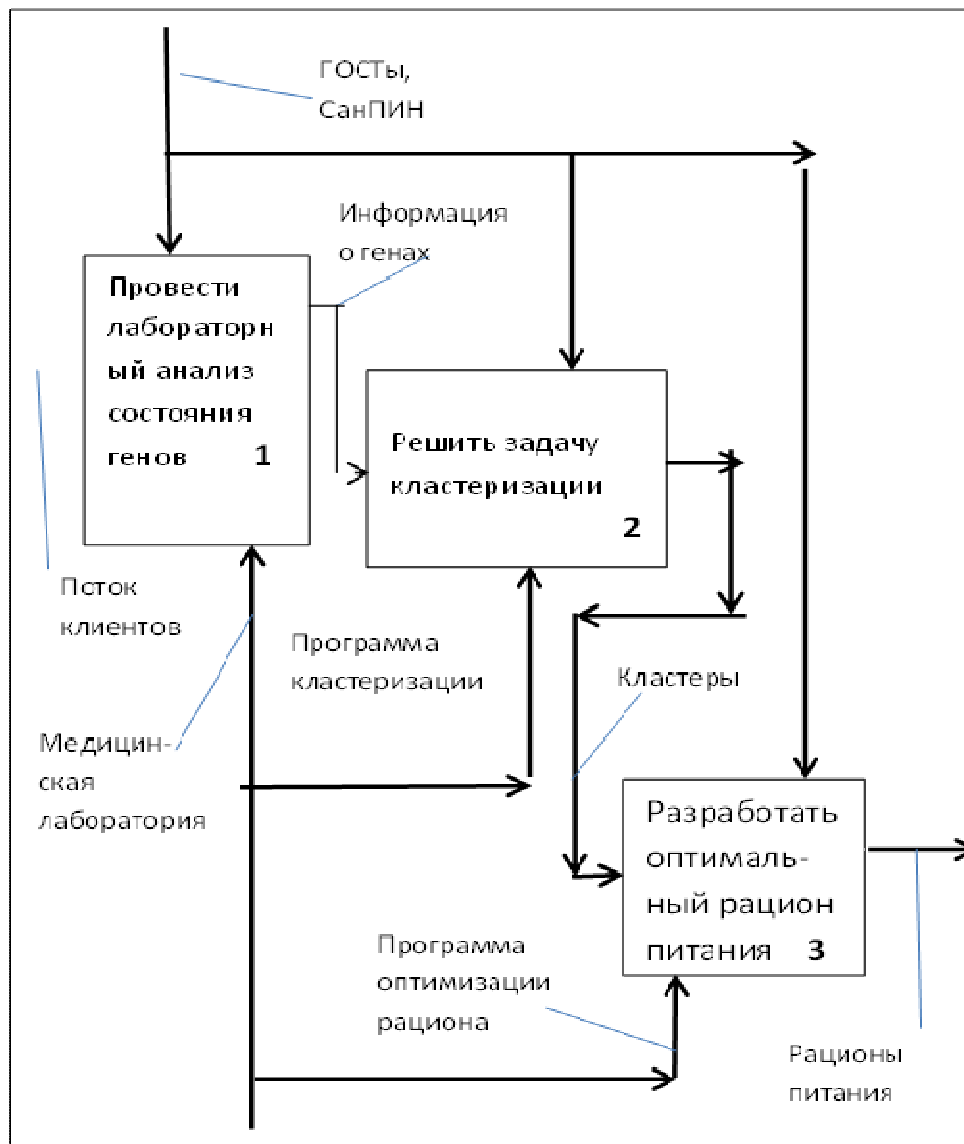 ГОСТы,
СанПИН
Информация
о генах
Провести
лабораторн
ый анализ
состояния
генов 1
Решить задачу
кластеризации
2
Поток
клиентов
Программа
кластеризации
Кластеры
Медицин-
ская
лаборатория
Разработать
оптималь-
ный рацион
питания 3
Программа
оптимизации
рациона
Рационы
питания